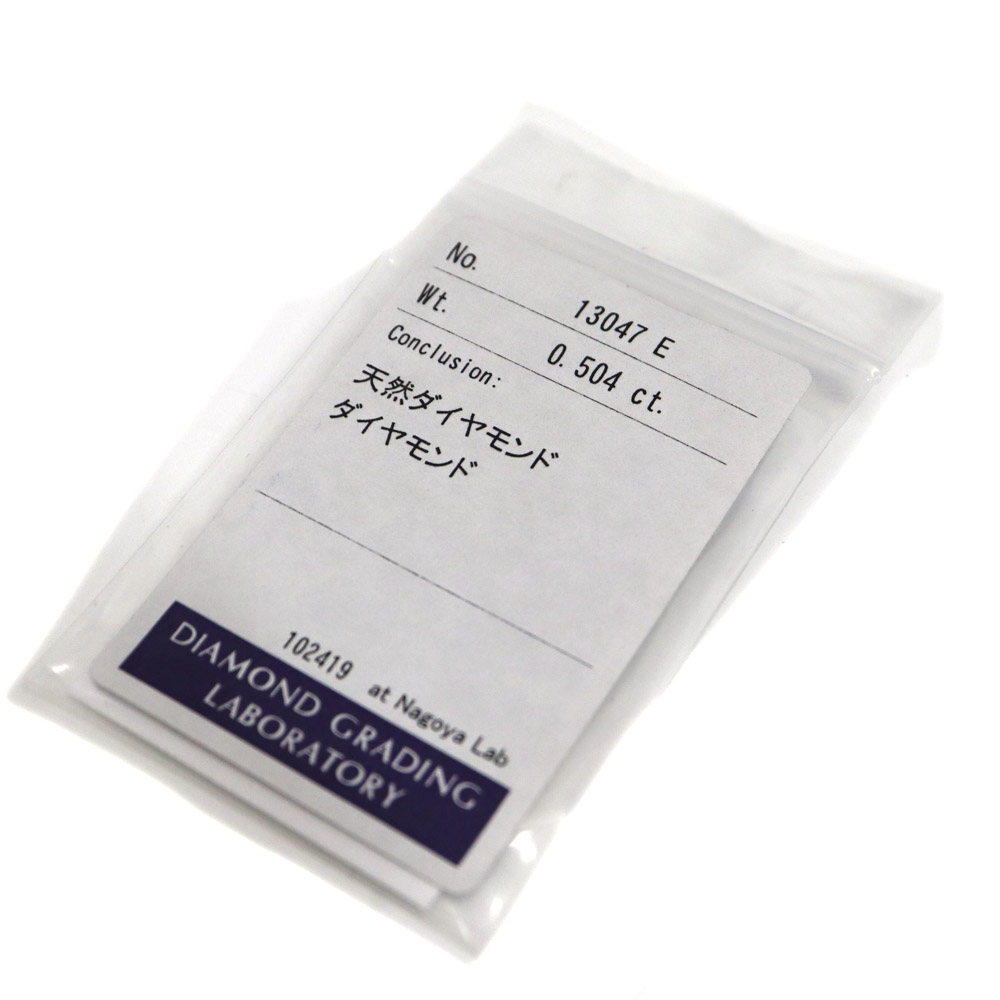 No. 13047 E
Wt. 0.504 ct.
Conclusion:
天然ダイヤモンド
ダイヤモンド
102419 at Nagoya Lab
DIAMOND GRADING
LABORATORY